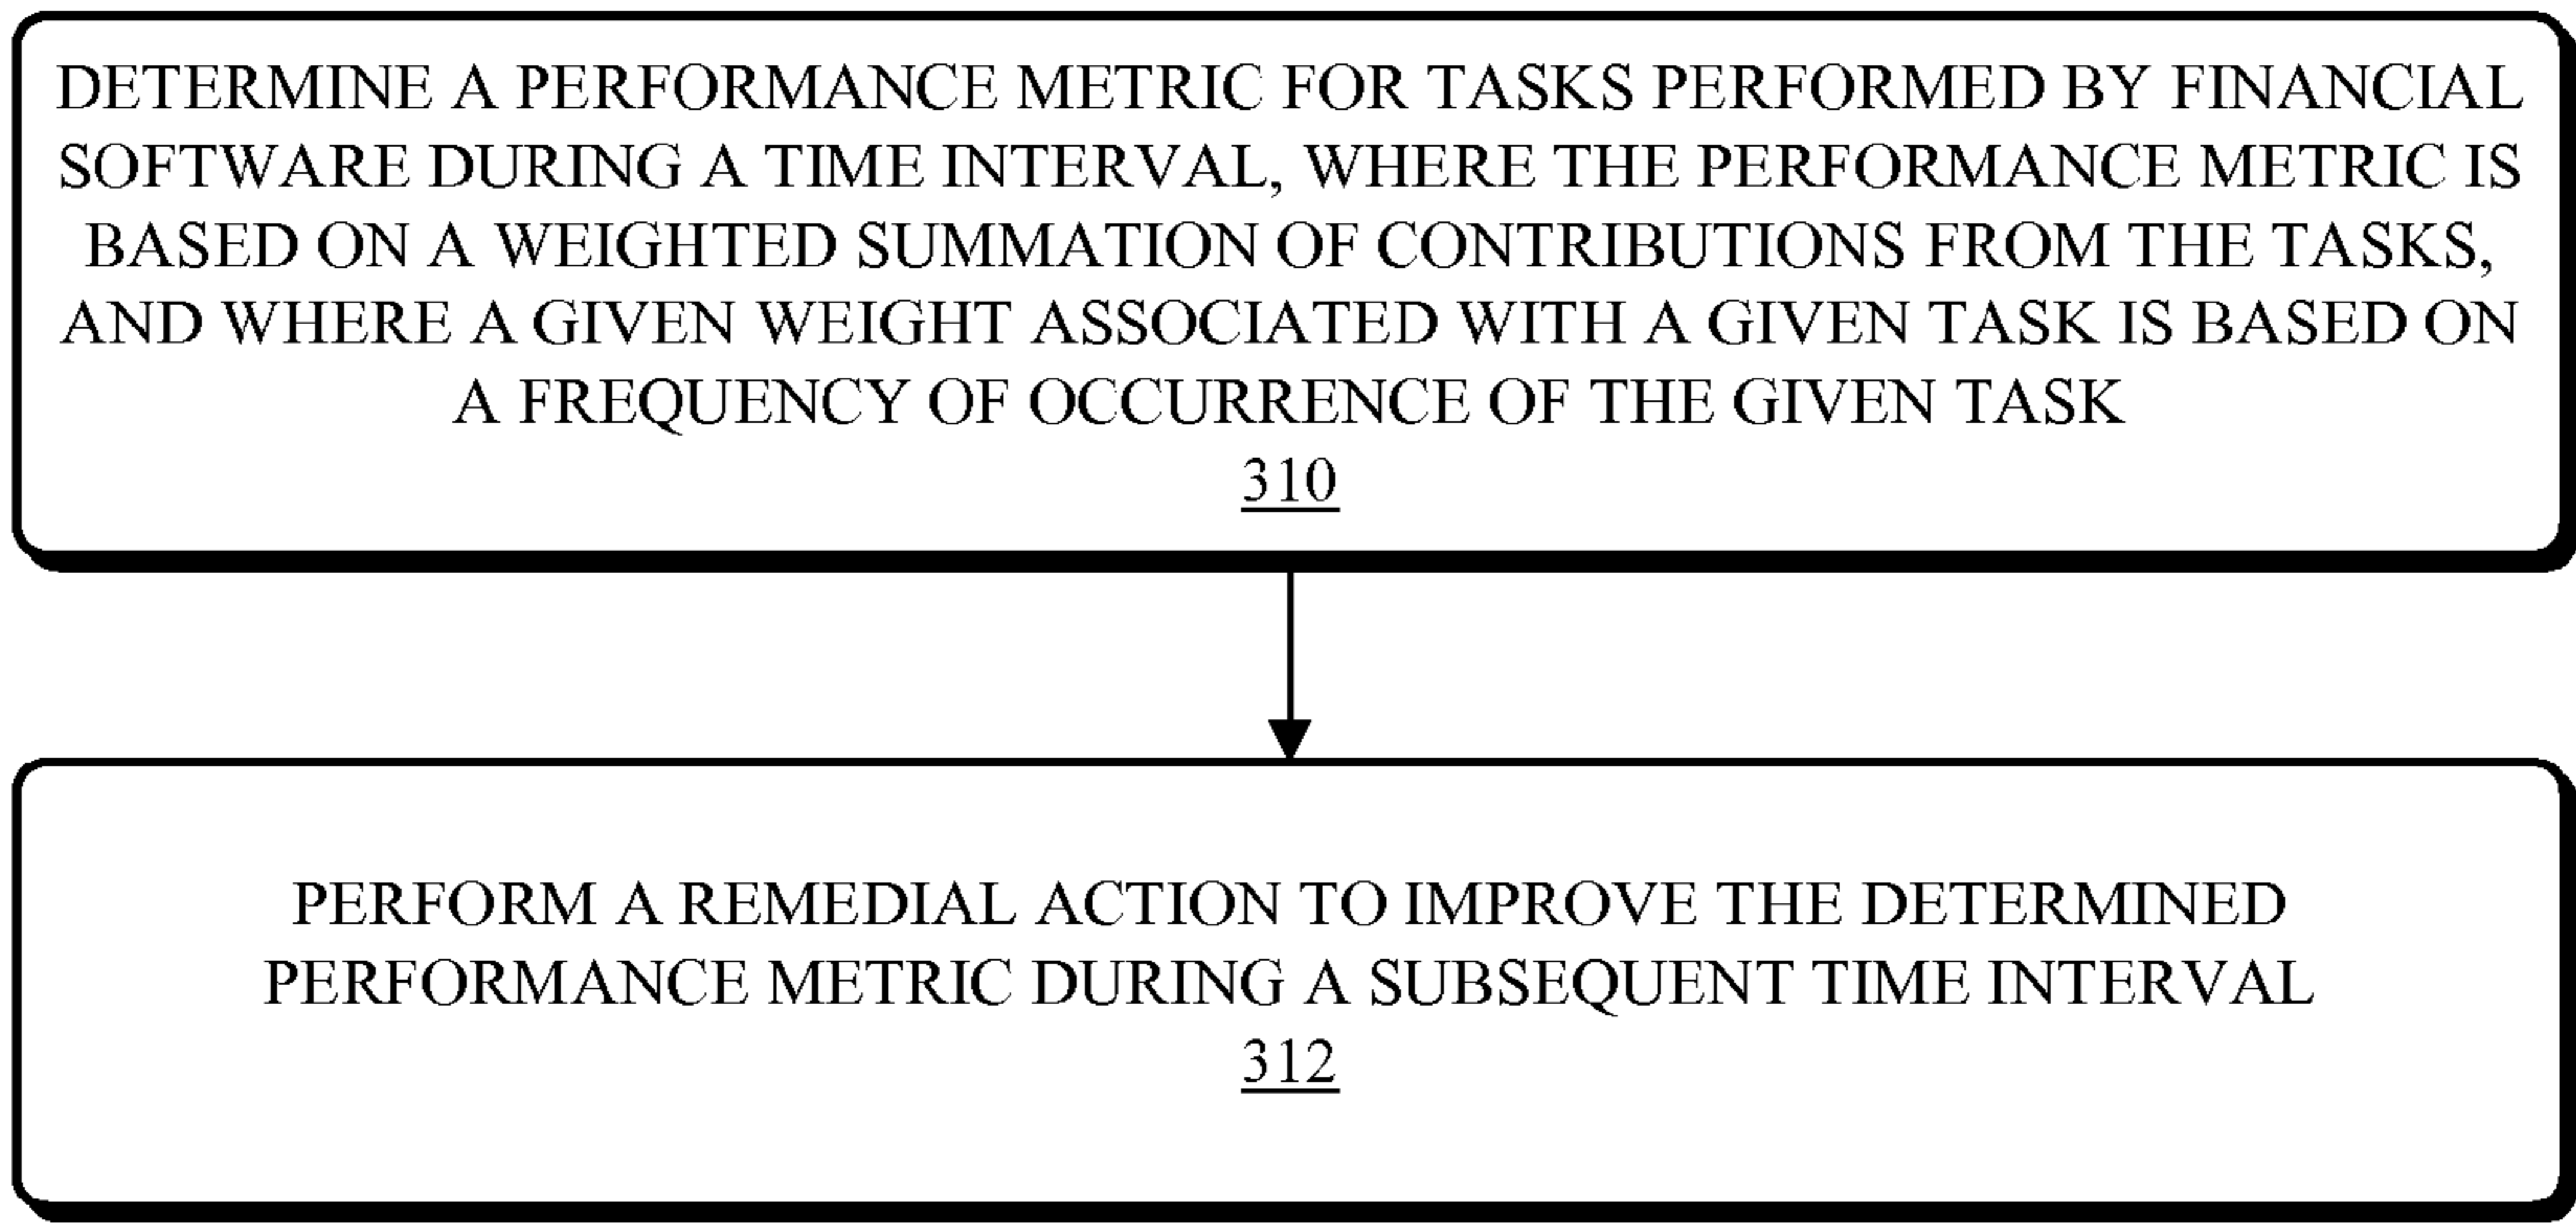 DETERMINE A PERFORMANCE METRIC FOR TASKS PERFORMED BY FINANCIAL
SOFTWARE DURING A TIME INTERVAL, WHERE THE PERFORMANCE METRIC IS
BASED ON A WEIGHTED SUMMATION OF CONTRIBUTIONS FROM THE TASKS,
AND WHERE A GIVEN WEIGHT ASSOCIATED WITH A GIVEN TASK IS BASED ON
A FREQUENCY OF OCCURRENCE OF THE GIVEN TASK
310
PERFORM A REMEDIAL ACTION TO IMPROVE THE DETERMINED
PERFORMANCE METRIC DURING A SUBSEQUENT TIME INTERVAL
312